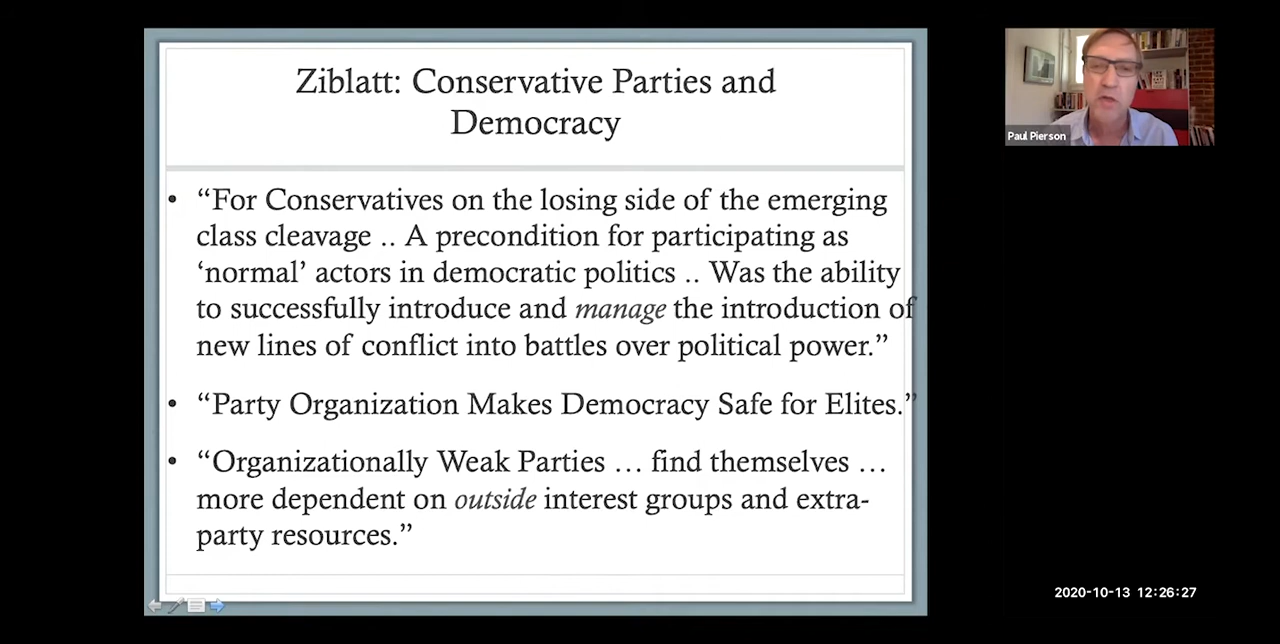 Ziblatt: Conservative Parties and
Democracy
• “For Conservatives on the losing side of the emerging
class cleavage .. A precondition for participating as
‘normal’ actors in democratic politics .. Was the ability
to successfully introduce and manage the introduction of
new lines of conflict into battles over political power.”
• “Party Organization Makes Democracy Safe for Elites.”
• “Organizationally Weak Parties … find themselves …
more dependent on outside interest groups and extra-
party resources.”
Paul Pierson
2020-10-13 12:26:27